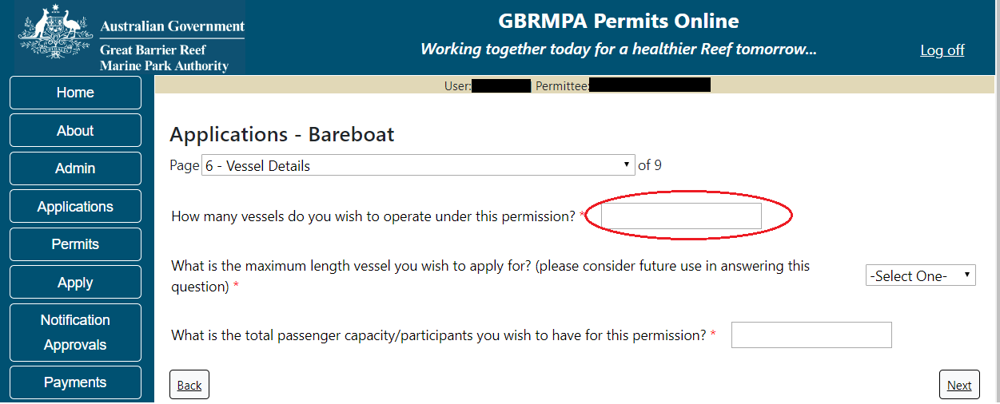 Australian Government
Great Barrier Reef
Marine Park Authority
GBRMPA Permits Online
Working together today for a healthier Reef tomorrow...
Log off
Home
About
Admin
Applications
Permits
Apply
Notification
Approvals
Payments
User: Permittee:
Applications - Bareboat
Page 6 - Vessel Details of 9
How many vessels do you wish to operate under this permission? *
What is the maximum length vessel you wish to apply for? (please consider future use in answering this
question) *
-Select One-
What is the total passenger capacity/participants you wish to have for this permission? *
Back
Next